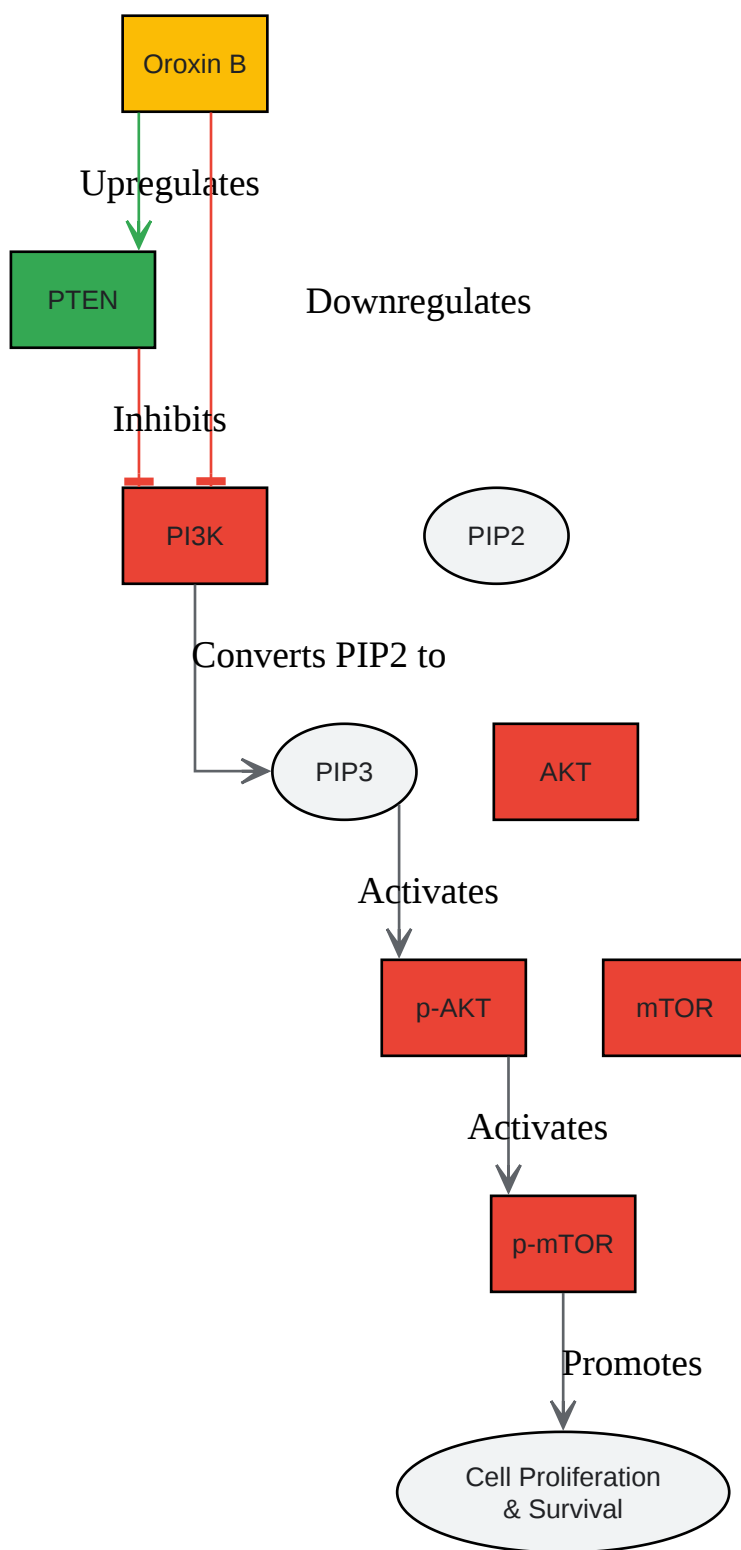 Oroxin B
Upregulates
PTEN
Downregulates
Inhibits
PI3K
PIP2
Converts PIP2 to
PIP3
AKT
Activates
p-AKT
mTOR
Activates
p-mTOR
Promotes
Cell Proliferation
& Survival